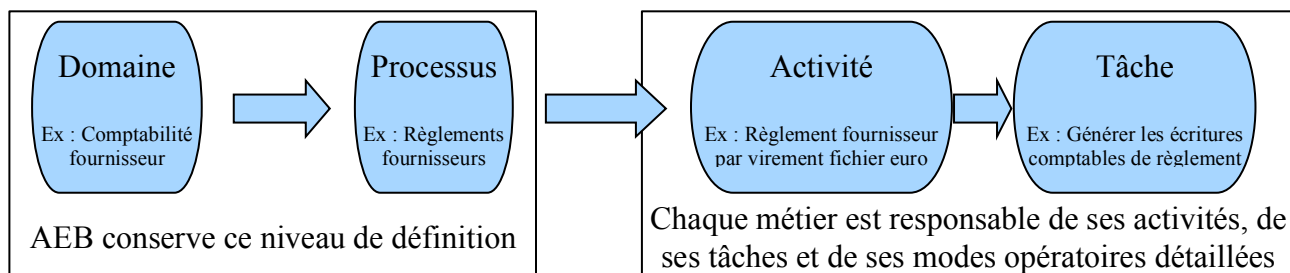 Domaine
Ex : Comptabilité
fournisseur
Processus
Ex : Règlements
fournisseurs
AEB conserve ce niveau de définition
Activité
Ex : Règlement fournisseur
par virement fichier euro
Tâche
Ex : Générer les écritures
comptables de règlement
Chaque métier est responsable de ses activités, de
ses tâches et de ses modes opératoires détaillées